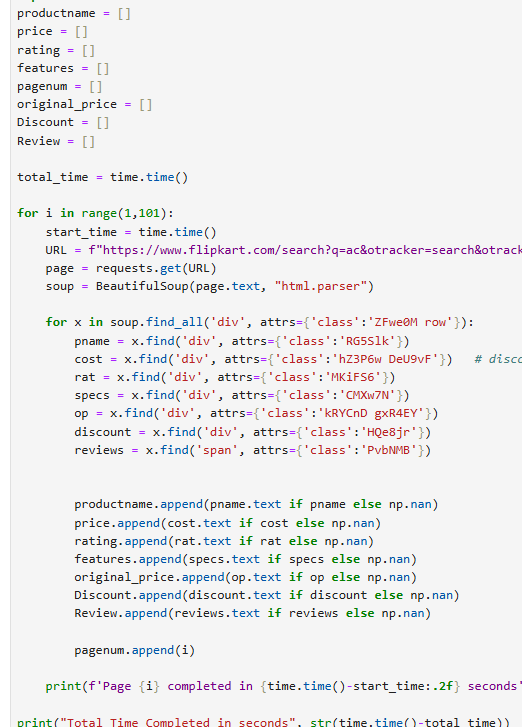 productname = []
price = []
rating = []
features = []
pagenum = []
original_price = []
Discount = []
Review = []
total_time = time.time()
for i in range(1,101):
start_time = time.time()
URL = f"https://www.flipkart.com/search?q=ac&otracker=search&otrack
page = requests.get(URL)
soup = BeautifulSoup(page.text, "html.parser")
for x in soup.find_all('div', attrs={'class':'ZFwe0M row'}):
pname = x.find('div', attrs={'class':'RG5Slk'})
cost = x.find('div', attrs={'class':'hZ3P6w DeU9vF'})   # disco
rat = x.find('div', attrs={'class':'MKiFS6'})
specs = x.find('div', attrs={'class':'CMXw7N'})
op = x.find('div', attrs={'class':'kRYCnD gxR4EY'})
discount = x.find('div', attrs={'class':'HQe8jr'})
reviews = x.find('span', attrs={'class':'PvbNMB'})
productname.append(pname.text if pname else np.nan)
price.append(cost.text if cost else np.nan)
rating.append(rat.text if rat else np.nan)
features.append(specs.text if specs else np.nan)
original_price.append(op.text if op else np.nan)
Discount.append(discount.text if discount else np.nan)
Review.append(reviews.text if reviews else np.nan)
pagenum.append(i)
print(f'Page {i} completed in {time.time()-start_time:.2f} seconds'
print("Total Time Completed in seconds", str(time.time()-total_time))